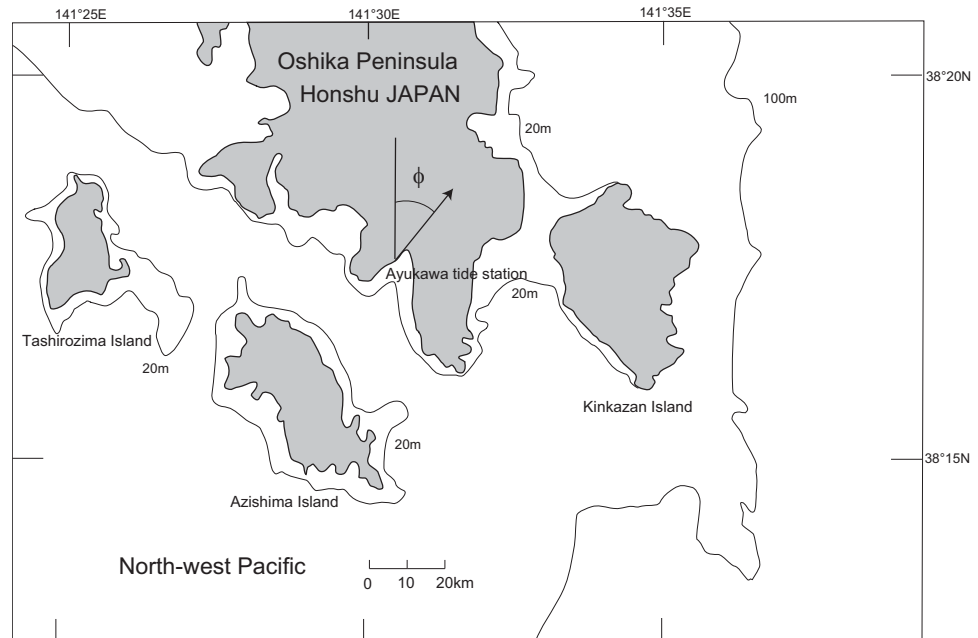 141°25E
141°30E
141°35E
Oshika Peninsula
Honshu JAPAN
38°20N
100m
20m
ϕ
Ayukawa tide station
20m
Tashirozima Island
20m
Kinkazan Island
20m
38°15N
Azishima Island
North-west Pacific
0 10 20km